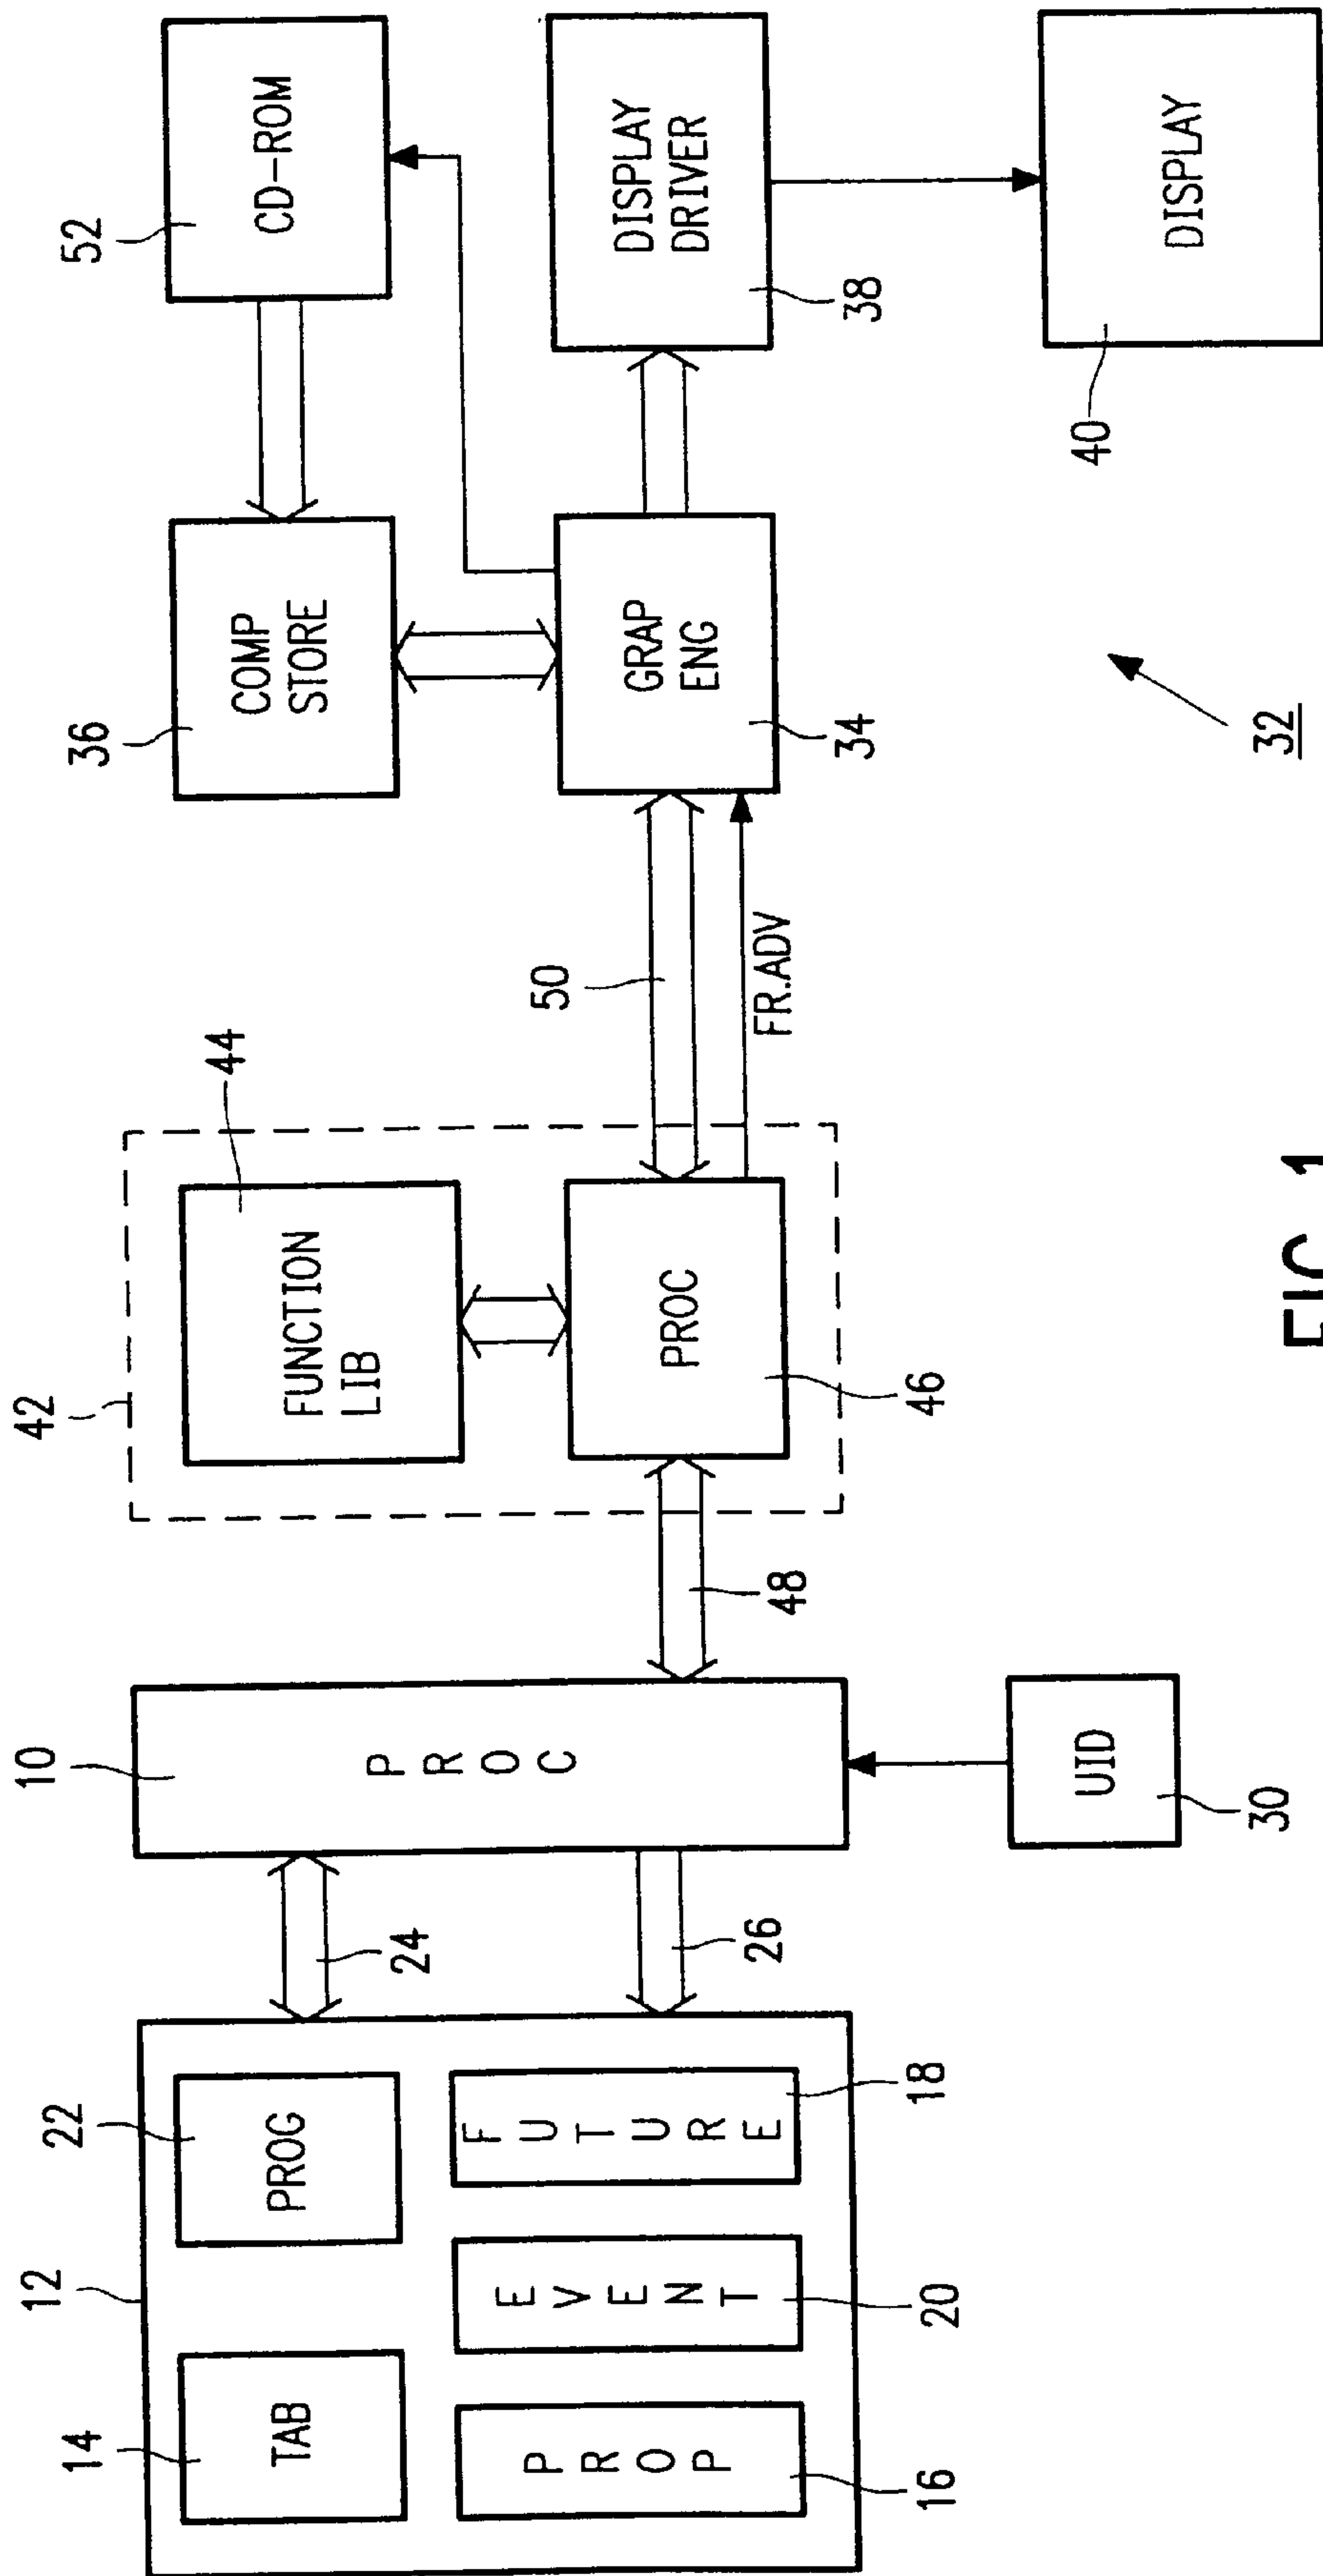 12
14
TAB
22
PROG
PROP
16
EVENT
20
FUTURE
18
24
26
10
PROC
UID
30
48
42
FUNCTION
LIB
44
PROC
46
50
FR.ADV
36
COMP
STORE
GRAP
ENG
34
52
CD-ROM
DISPLAY
DRIVER
38
40
DISPLAY
32
FIG. 1